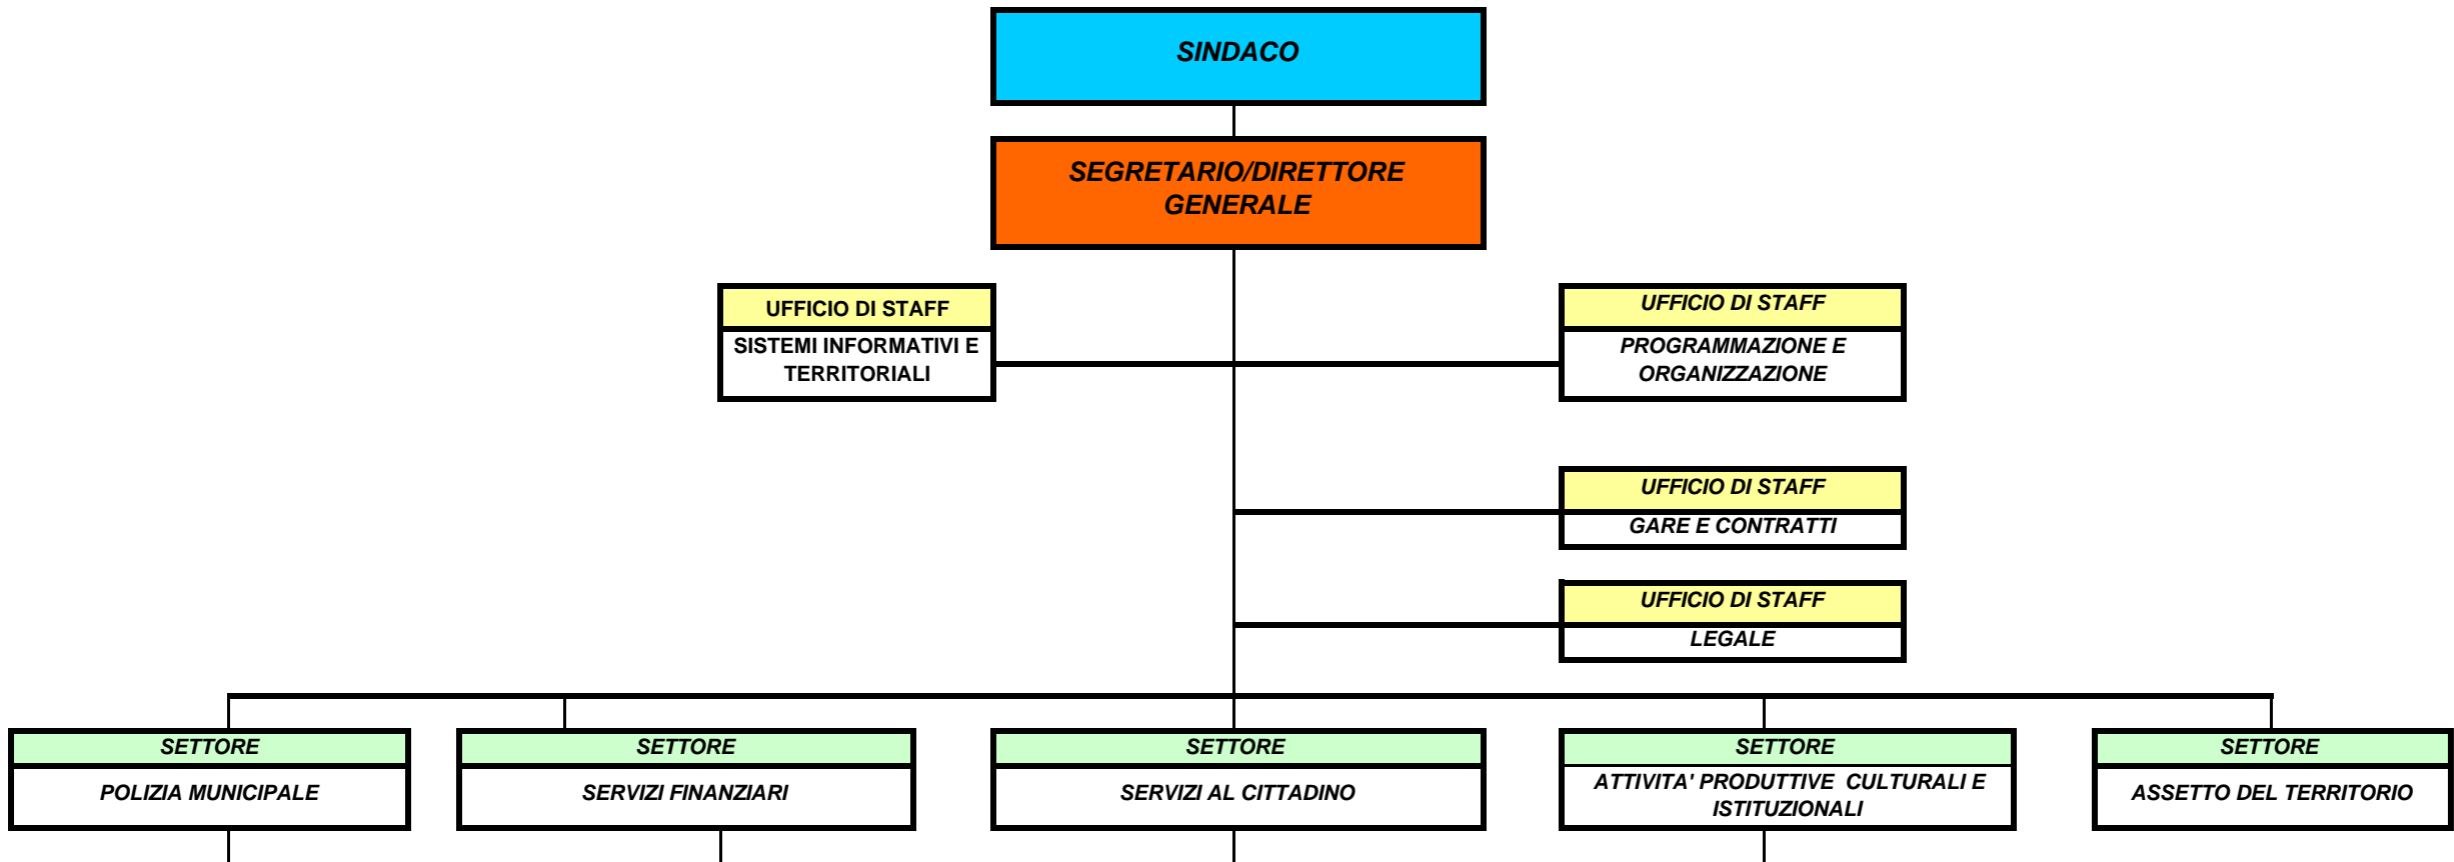 SINDACO
SEGRETARIO/DIRETTORE
GENERALE
UFFICIO DI STAFF
SISTEMI INFORMATIVI E
TERRITORIALI
UFFICIO DI STAFF
PROGRAMMAZIONE E
ORGANIZZAZIONE
UFFICIO DI STAFF
GARE E CONTRATTI
UFFICIO DI STAFF
LEGALE
SETTORE
POLIZIA MUNICIPALE
SETTORE
SERVIZI FINANZIARI
SETTORE
SERVIZI AL CITTADINO
SETTORE
ATTIVITA' PRODUTTIVE CULTURALI E
ISTITUZIONALI
SETTORE
ASSETTO DEL TERRITORIO